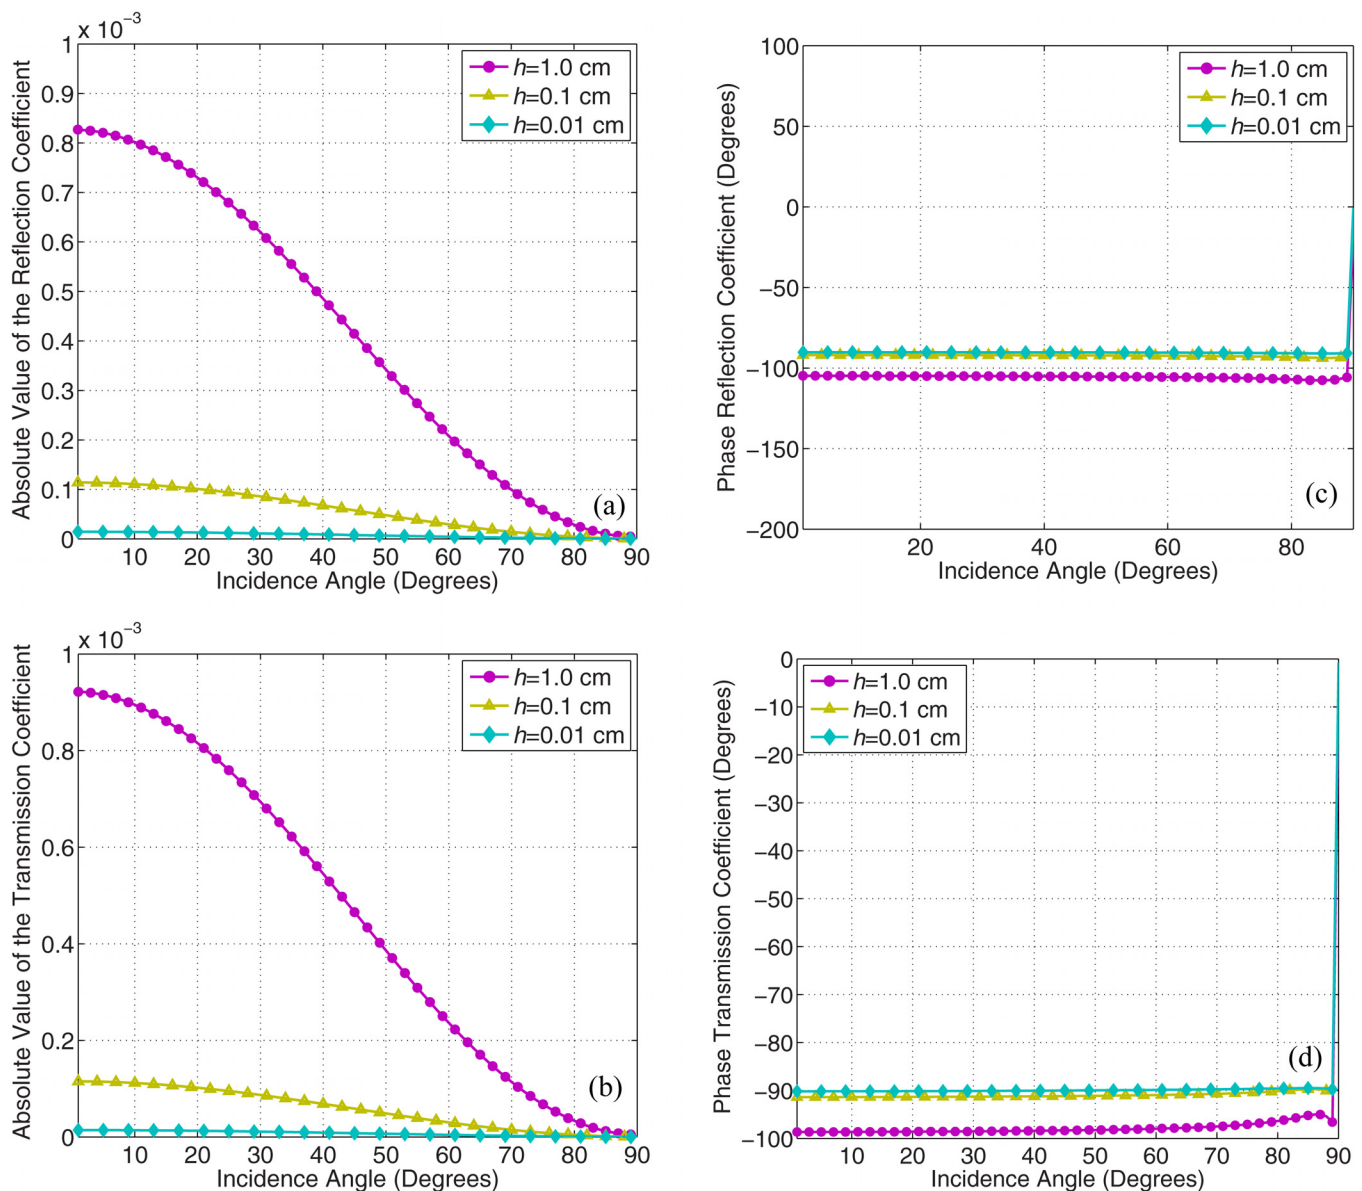 x 10⁻³
1
0.9
0.8
0.7
0.6
0.5
0.4
0.3
0.2
0.1
0
10 20 30 40 50 60 70 80 90
Absolute Value of the Reflection Coefficient
Incidence Angle (Degrees)
h=1.0 cm
h=0.1 cm
h=0.01 cm
(a)
100
50
0
−50
−100
−150
−200
20 40 60 80
Phase Reflection Coefficient (Degrees)
Incidence Angle (Degrees)
h=1.0 cm
h=0.1 cm
h=0.01 cm
(c)
x 10⁻³
1
0.8
0.6
0.4
0.2
0
10 20 30 40 50 60 70 80 90
Absolute Value of the Transmission Coefficient
Incidence Angle (Degrees)
h=1.0 cm
h=0.1 cm
h=0.01 cm
(b)
0
−10
−20
−30
−40
−50
−60
−70
−80
−90
−100
10 20 30 40 50 60 70 80 90
Phase Transmission Coefficient (Degrees)
Incidence Angle (Degrees)
h=1.0 cm
h=0.1 cm
h=0.01 cm
(d)